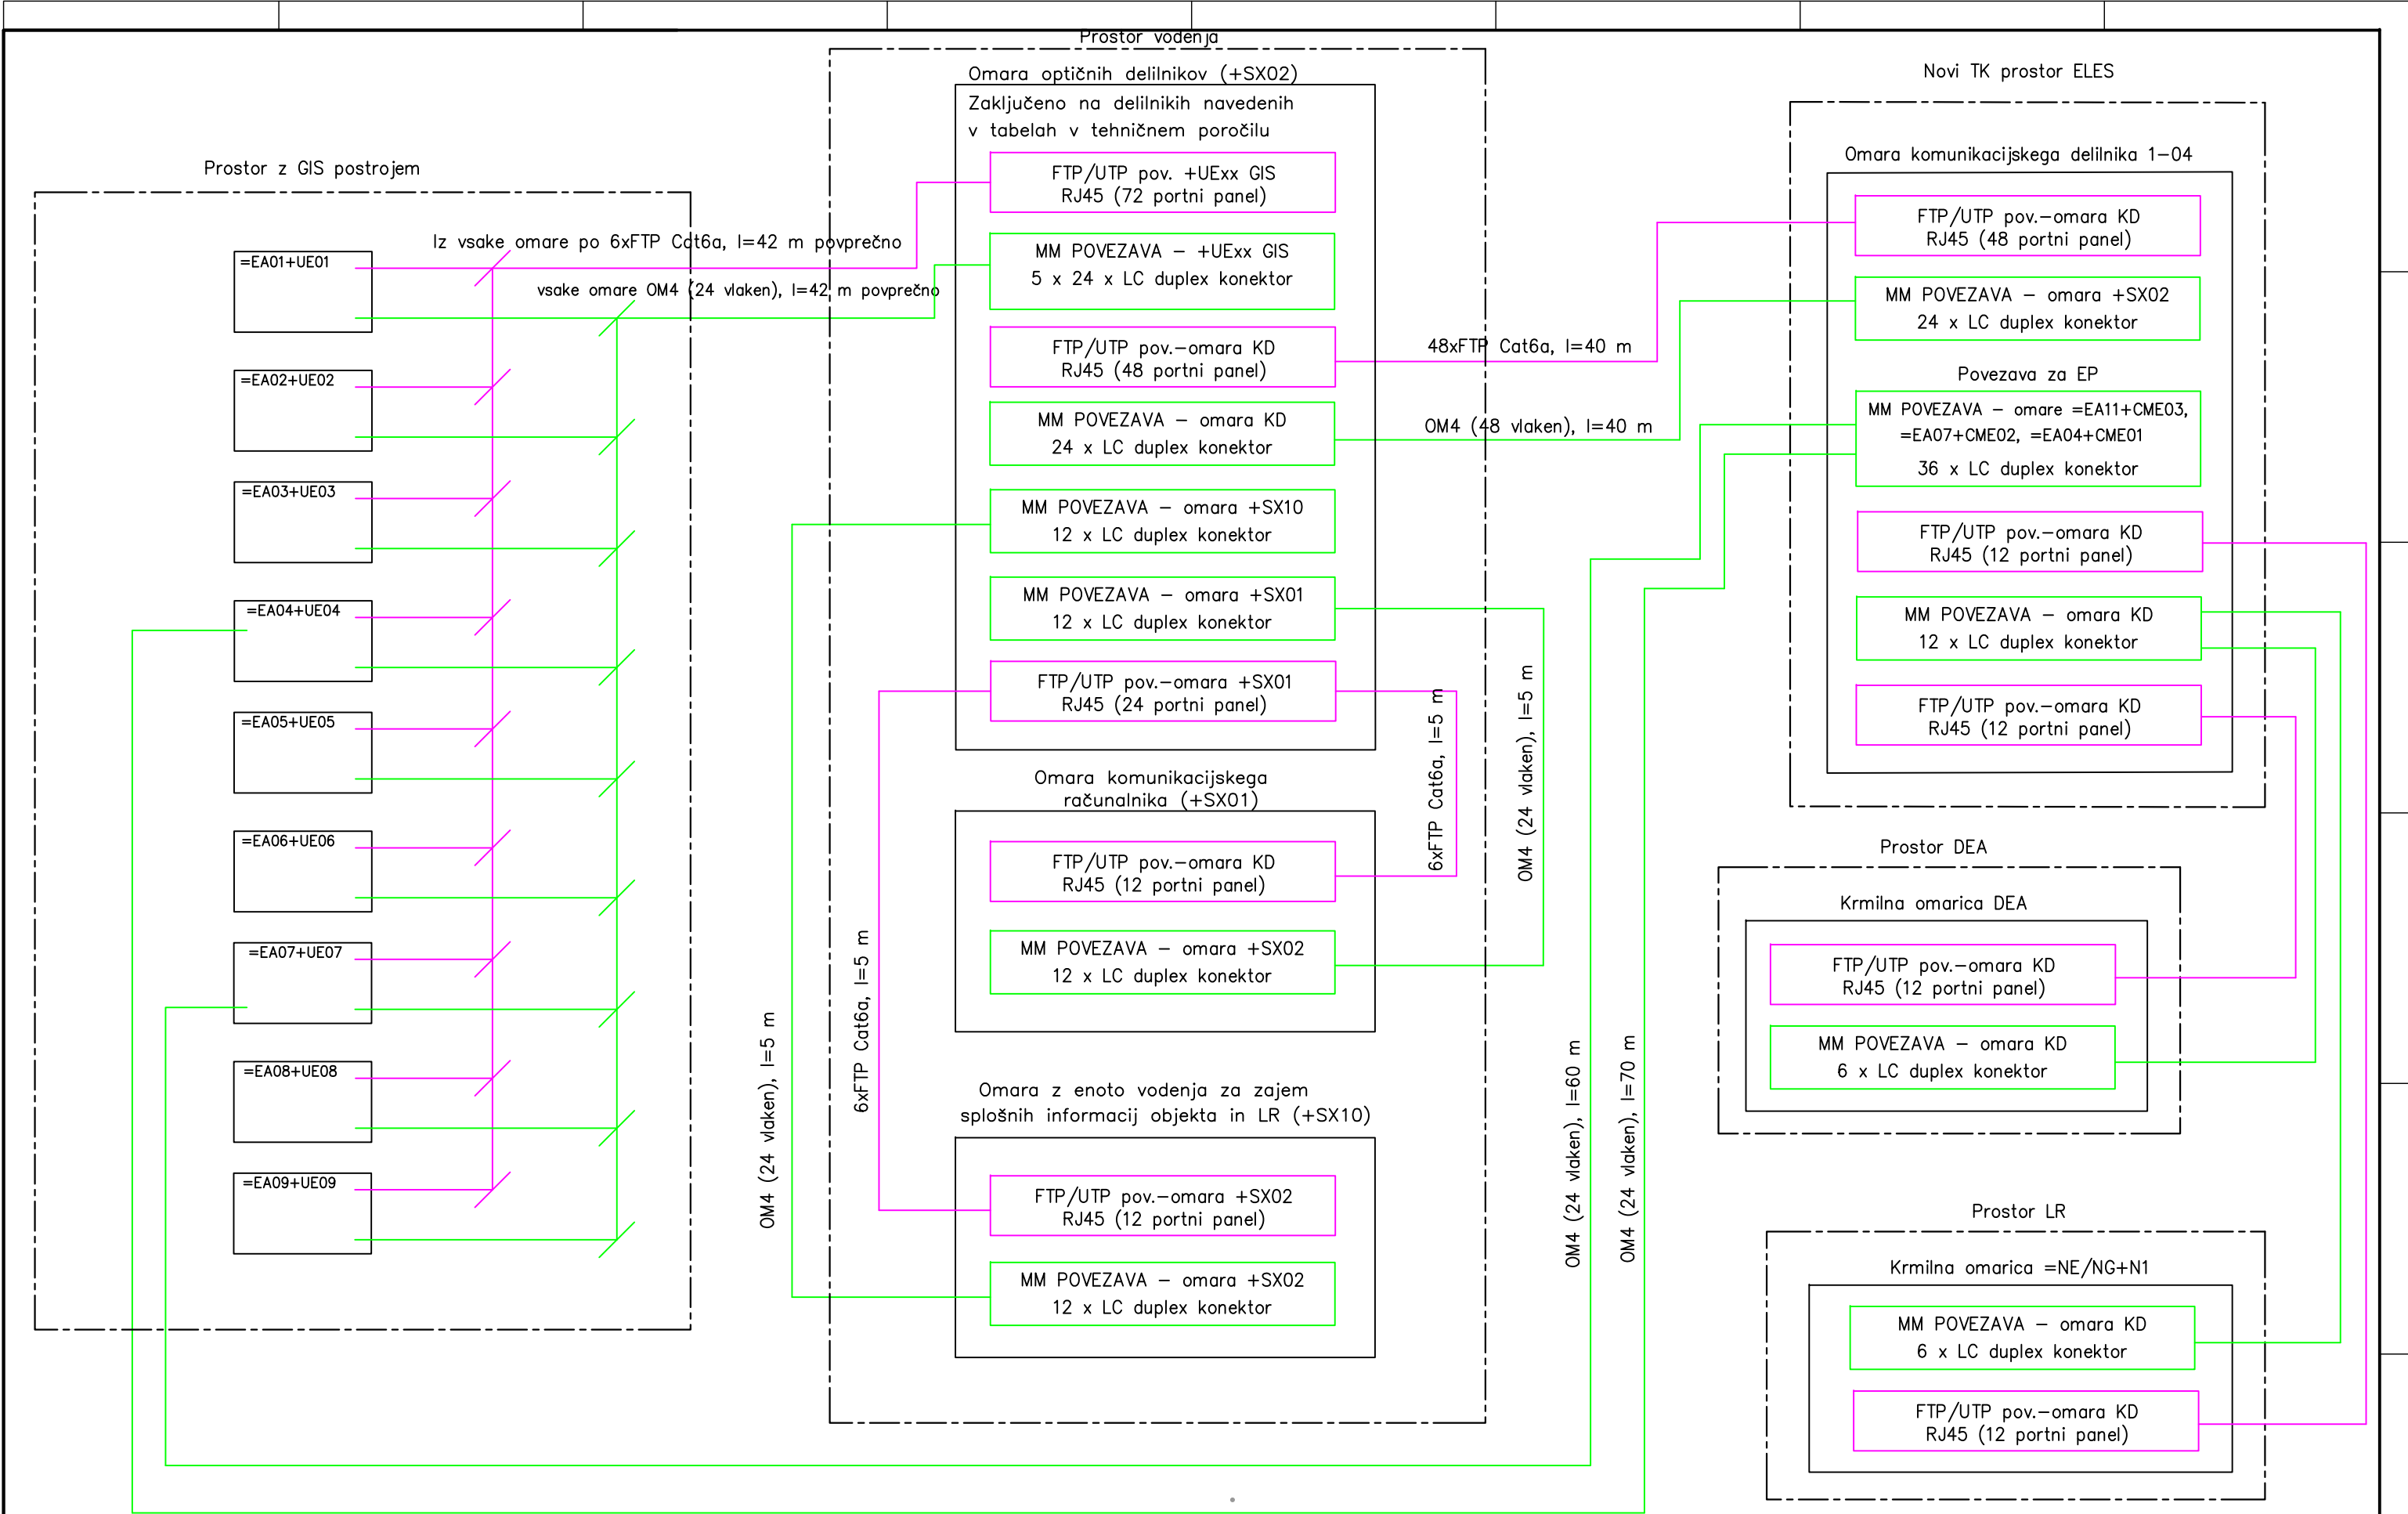 Prostor z GIS postrojem
=EA01+UE01
=EA02+UE02
=EA03+UE03
=EA04+UE04
=EA05+UE05
=EA06+UE06
=EA07+UE07
=EA08+UE08
=EA09+UE09
Iz vsake omare po 6xFTP Cat6a, l=42 m povprečno
vsake omare OM4 (24 vlaken), l=42 m povprečno
Prostor vodenja
Omara optičnih delilnikov (+SX02)
Zaključeno na delilnikih navedenih
v tabelah v tehničnem poročilu
FTP/UTP pov. +UExx GIS
RJ45 (72 portni panel)
MM POVEZAVA – +UExx GIS
5 x 24 x LC duplex konektor
FTP/UTP pov.–omara KD
RJ45 (48 portni panel)
MM POVEZAVA – omara KD
24 x LC duplex konektor
MM POVEZAVA – omara +SX10
12 x LC duplex konektor
MM POVEZAVA – omara +SX01
12 x LC duplex konektor
FTP/UTP pov.–omara +SX01
RJ45 (24 portni panel)
Omara komunikacijskega
računalnika (+SX01)
FTP/UTP pov.–omara KD
RJ45 (12 portni panel)
MM POVEZAVA – omara +SX02
12 x LC duplex konektor
Omara z enoto vodenja za zajem
splošnih informacij objekta in LR (+SX10)
FTP/UTP pov.–omara +SX02
RJ45 (12 portni panel)
MM POVEZAVA – omara +SX02
12 x LC duplex konektor
OM4 (24 vlaken), l=5 m
6xFTP Cat6a, l=5 m
6xFTP Cat6a, l=5 m
OM4 (24 vlaken), l=5 m
48xFTP Cat6a, l=40 m
OM4 (48 vlaken), l=40 m
OM4 (24 vlaken), l=60 m
OM4 (24 vlaken), l=70 m
Novi TK prostor ELES
Omara komunikacijskega delilnika 1–04
FTP/UTP pov.–omara KD
RJ45 (48 portni panel)
MM POVEZAVA – omara +SX02
24 x LC duplex konektor
Povezava za EP
MM POVEZAVA – omare =EA11+CME03,
=EA07+CME02, =EA04+CME01
36 x LC duplex konektor
FTP/UTP pov.–omara KD
RJ45 (12 portni panel)
MM POVEZAVA – omara KD
12 x LC duplex konektor
FTP/UTP pov.–omara KD
RJ45 (12 portni panel)
Prostor DEA
Krmilna omarica DEA
FTP/UTP pov.–omara KD
RJ45 (12 portni panel)
MM POVEZAVA – omara KD
6 x LC duplex konektor
Prostor LR
Krmilna omarica =NE/NG+N1
MM POVEZAVA – omara KD
6 x LC duplex konektor
FTP/UTP pov.–omara KD
RJ45 (12 portni panel)